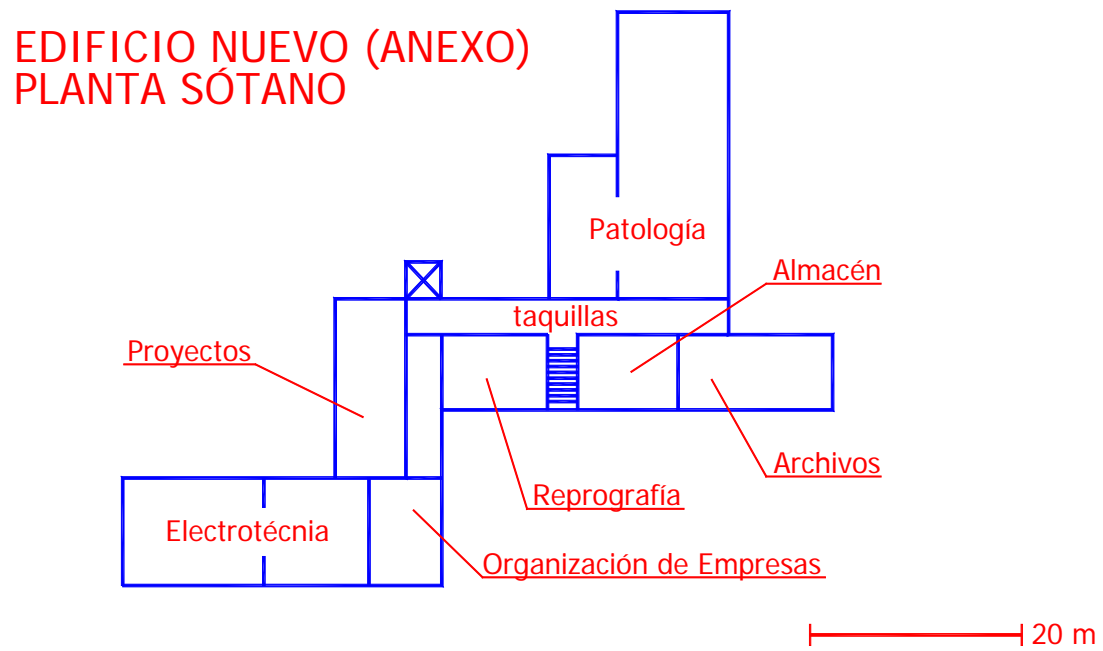 EDIFICIO NUEVO (ANEXO)
PLANTA SÓTANO
Patología
Almacén
taquillas
Proyectos
Archivos
Reprografía
Electrotécnia
Organización de Empresas
20 m